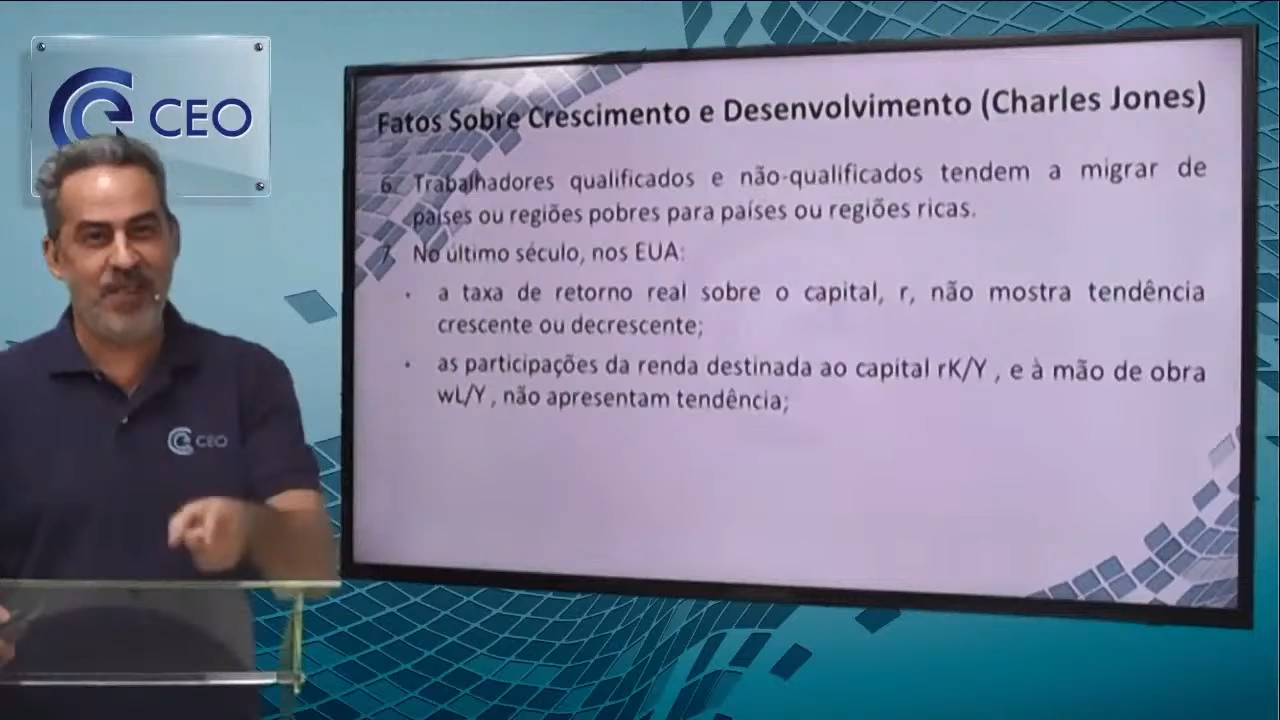 CEO
Fatos Sobre Crescimento e Desenvolvimento (Charles Jones)
6. Trabalhadores qualificados e não-qualificados tendem a migrar de
países ou regiões pobres para países ou regiões ricas.
7. No último século, nos EUA:
• a taxa de retorno real sobre o capital, r, não mostra tendência
crescente ou decrescente;
• as participações da renda destinada ao capital rK/Y , e à mão de obra
wL/Y , não apresentam tendência;
CEO